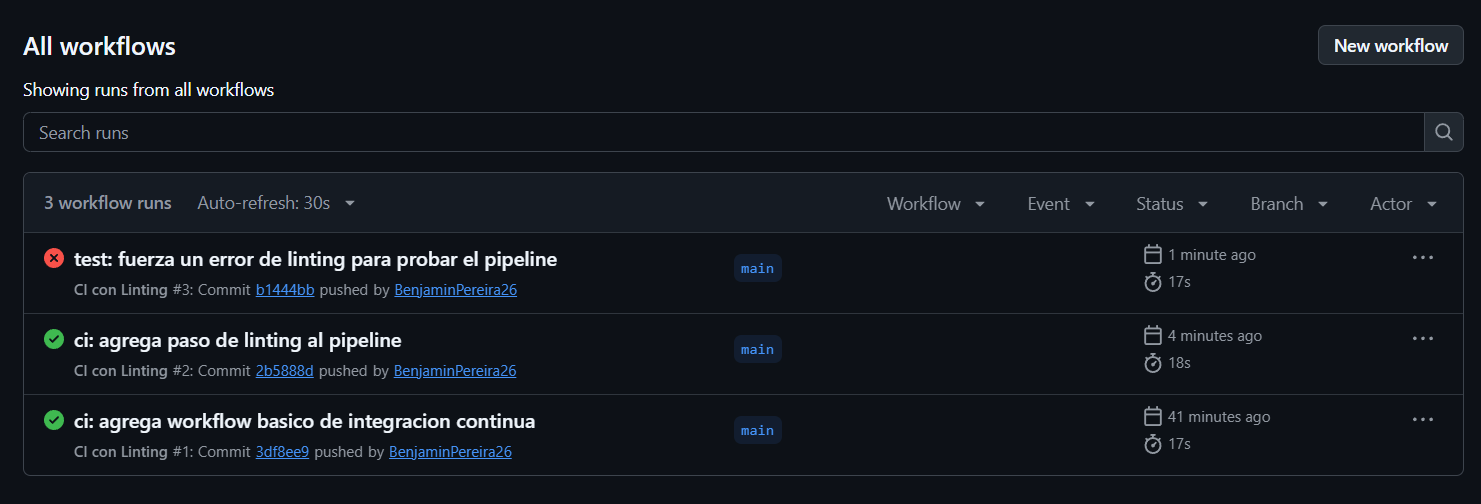 All workflows
New workflow
Showing runs from all workflows
Search runs
3 workflow runs Auto-refresh: 30s Workflow Event Status Branch Actor
test: fuerza un error de linting para probar el pipeline
CI con Linting #3: Commit b1444bb pushed by BenjaminPereira26
main
1 minute ago
17s
ci: agrega paso de linting al pipeline
CI con Linting #2: Commit 2b5888d pushed by BenjaminPereira26
main
4 minutes ago
18s
ci: agrega workflow basico de integracion continua
CI con Linting #1: Commit 3df8ee9 pushed by BenjaminPereira26
main
41 minutes ago
17s